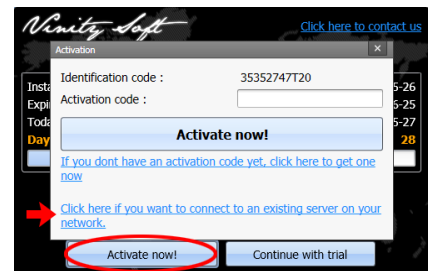 Vinity Soft
Click here to contact us
Activation
x
Identification code : 35352747T20
Activation code :
Activate now!
If you dont have an activation code yet, click here to get one
now
Click here if you want to connect to an existing server on your
network.
5-26
6-25
5-27
28
Activate now! Continue with trial